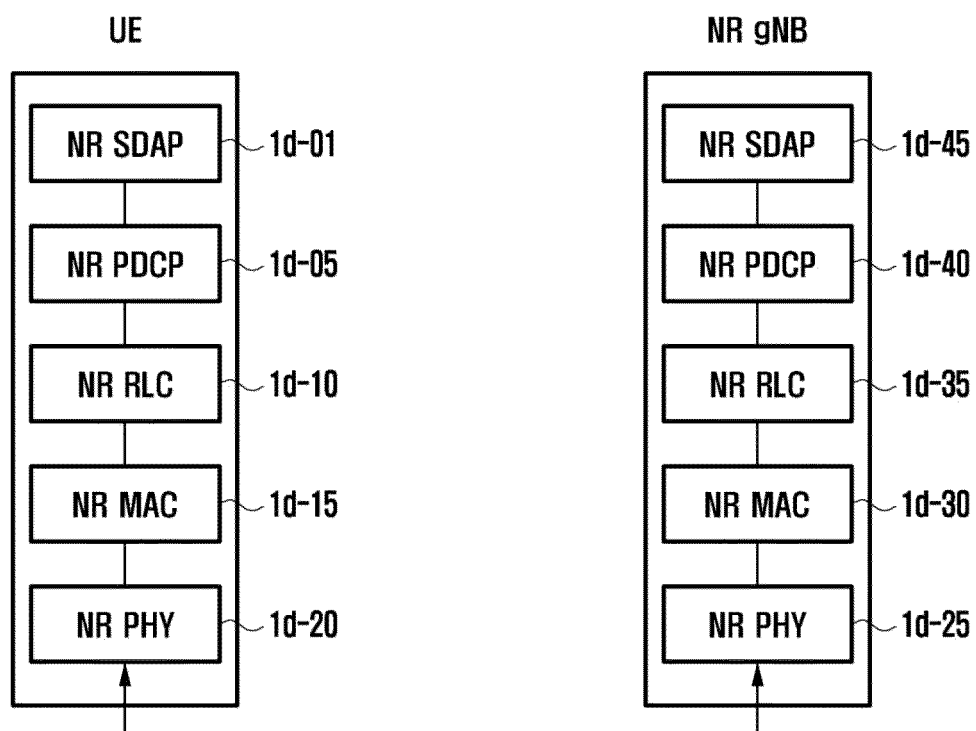 UE
NR SDAP 1d-01
NR PDCP 1d-05
NR RLC 1d-10
NR MAC 1d-15
NR PHY 1d-20
NR gNB
NR SDAP 1d-45
NR PDCP 1d-40
NR RLC 1d-35
NR MAC 1d-30
NR PHY 1d-25